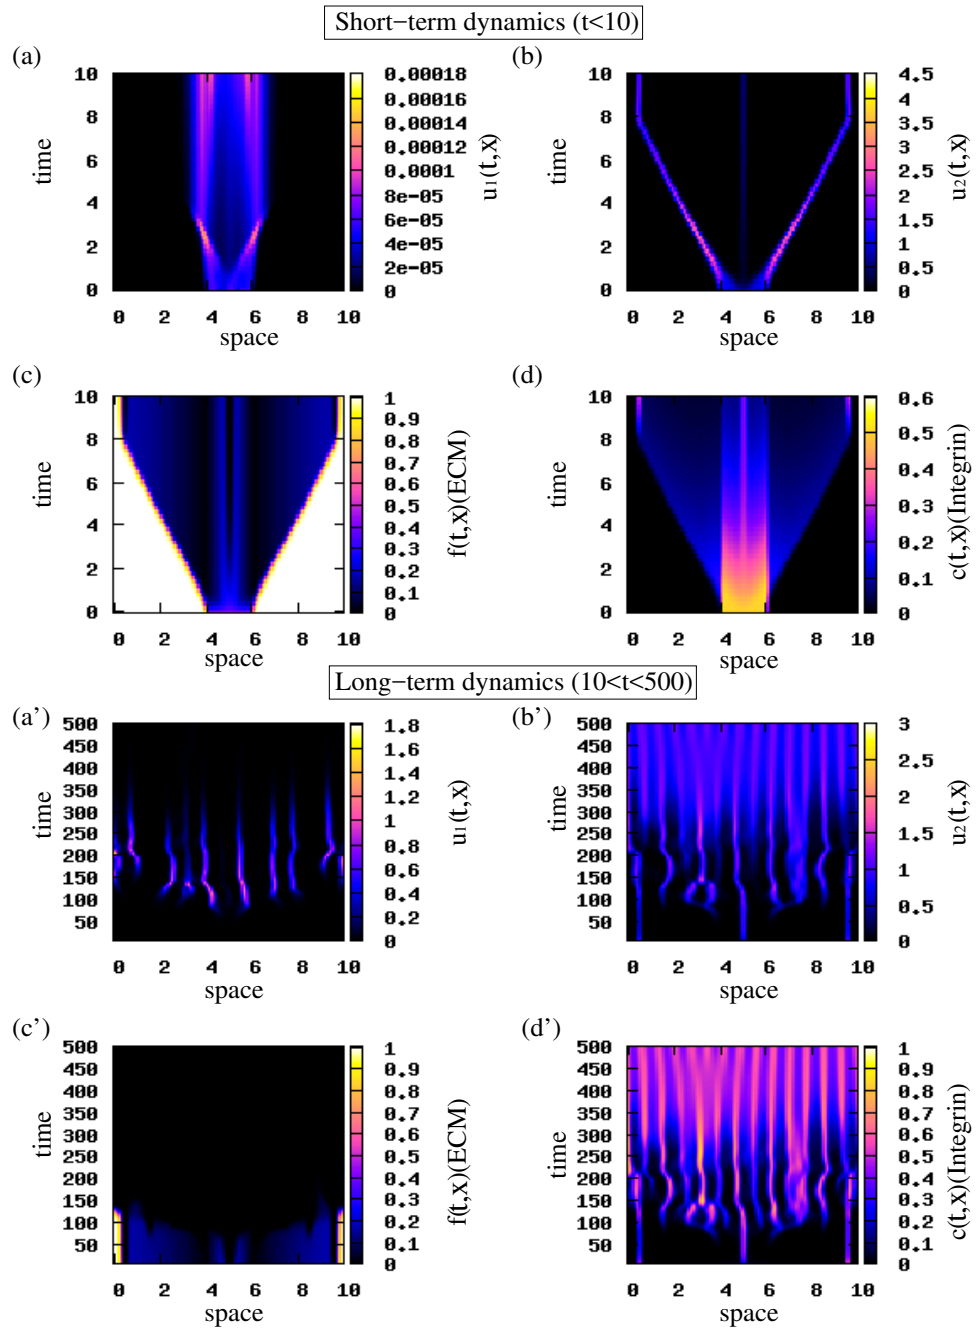 Short−term dynamics (t<10)
(a)
10
8
6
4
2
0
time
0 2 4 6 8 10
space
0.00018
0.00016
0.00014
0.00012
0.0001
8e-05
6e-05
4e-05
2e-05
0
u1(t,x)
(b)
10
8
6
4
2
0
time
0 2 4 6 8 10
space
4.5
4
3.5
3
2.5
2
1.5
1
0.5
0
u2(t,x)
(c)
10
8
6
4
2
0
time
0 2 4 6 8 10
space
1
0.9
0.8
0.7
0.6
0.5
0.4
0.3
0.2
0.1
0
f(t,x)(ECM)
(d)
10
8
6
4
2
0
time
0 2 4 6 8 10
space
0.6
0.5
0.4
0.3
0.2
0.1
0
c(t,x)(Integrin)
Long−term dynamics (10<t<500)
(a’)
500
450
400
350
300
250
200
150
100
50
time
0 2 4 6 8 10
space
1.8
1.6
1.4
1.2
1
0.8
0.6
0.4
0.2
0
u1(t,x)
(b’)
500
450
400
350
300
250
200
150
100
50
time
0 2 4 6 8 10
space
3
2.5
2
1.5
1
0.5
0
u2(t,x)
(c’)
500
450
400
350
300
250
200
150
100
50
time
0 2 4 6 8 10
space
1
0.9
0.8
0.7
0.6
0.5
0.4
0.3
0.2
0.1
0
f(t,x)(ECM)
(d’)
500
450
400
350
300
250
200
150
100
50
time
0 2 4 6 8 10
space
1
0.9
0.8
0.7
0.6
0.5
0.4
0.3
0.2
0.1
0
c(t,x)(Integrin)